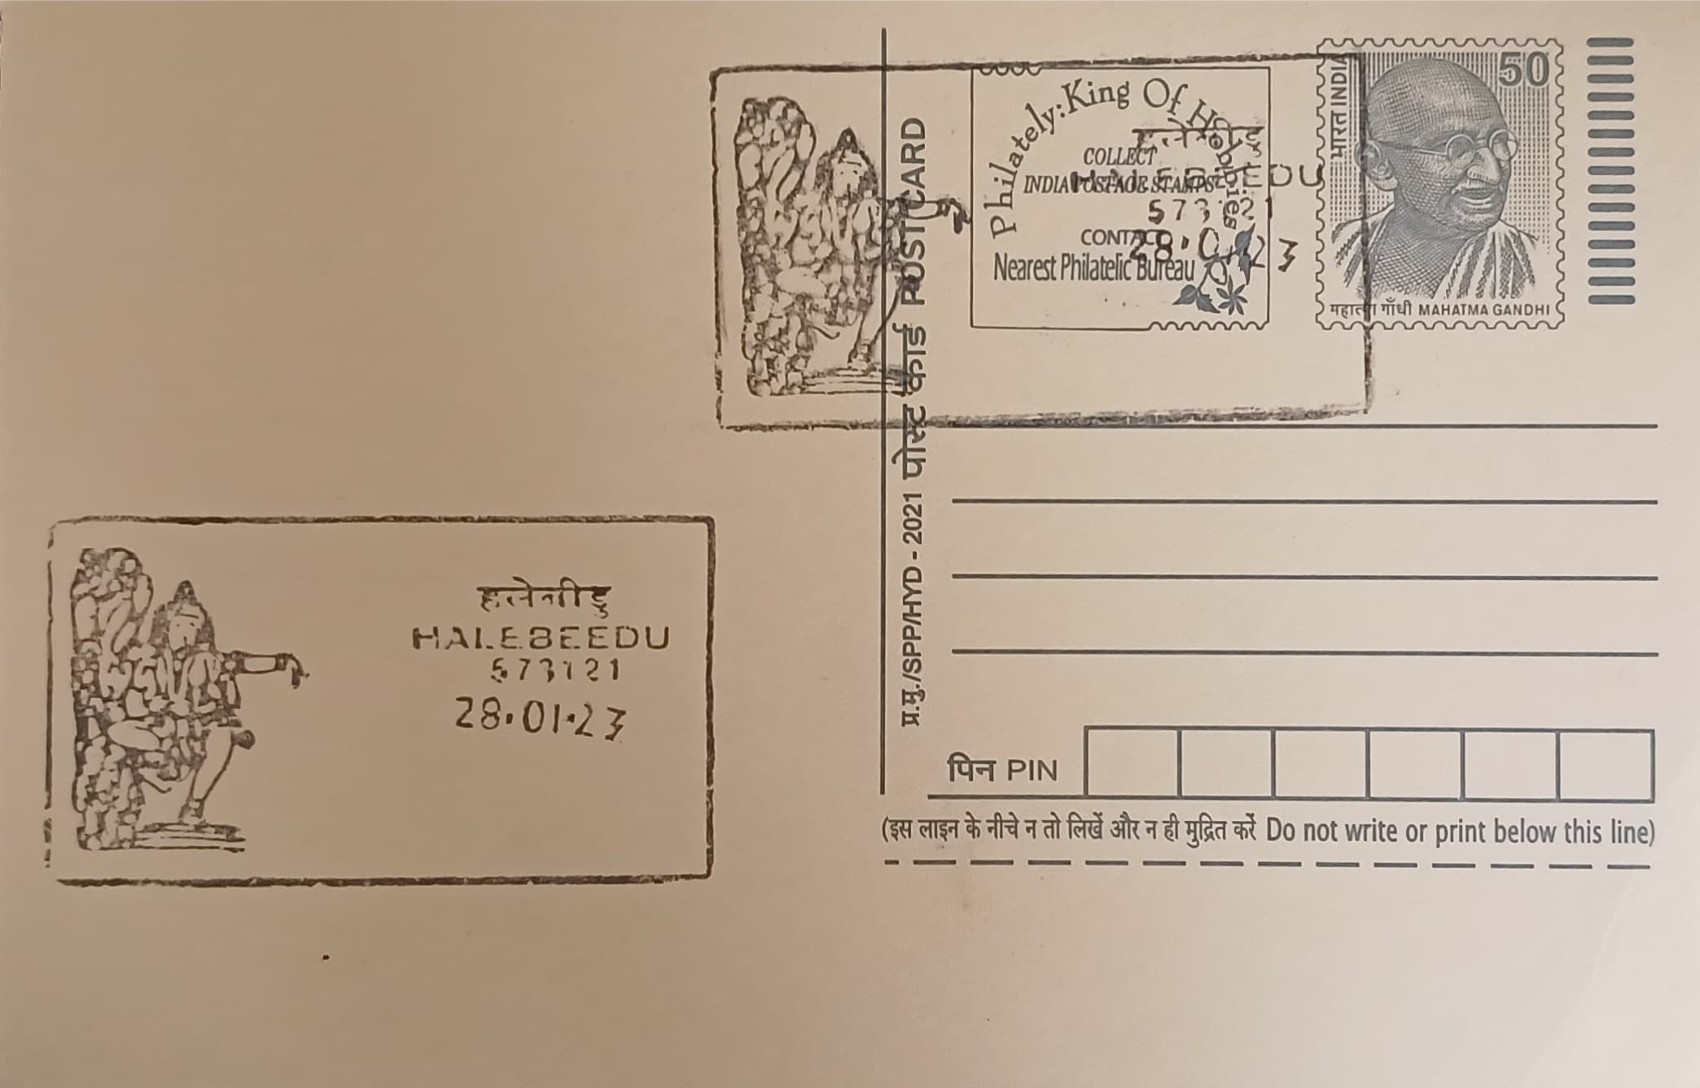 Philately:King Of Hobbies
COLLECT
INDIA POSTAGE STAMPS
CONTACT
Nearest Philatelic Bureau
हलेबीडु
HALEBEEDU
573121
28.01.23
भारत INDIA
50
महात्मा गाँधी MAHATMA GANDHI
प्र.मु./SPP/HYD - 2021 पोस्ट कार्ड POST CARD
हलेबीडु
HALEBEEDU
573121
28.01.23
पिन PIN
(इस लाइन के नीचे न तो लिखें और न ही मुद्रित करें Do not write or print below this line)